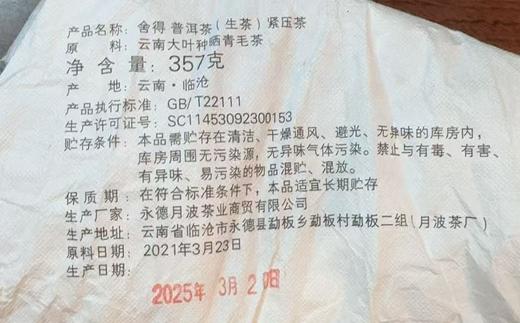 产品名称：舍得 普洱茶（生茶）紧压茶
原　　料：云南大叶种晒青毛茶
净 含 量：357克
产　　地：云南·临沧
产品执行标准：GB/T22111
生产许可证号：SC11453092300153
贮存条件：本品需贮存在清洁、干燥通风、避光、无异味的库房内，
库房周围无污染源，无异味气体污染。禁止与有毒、有害、
有异味、易污染的物品混贮、混放。
保 质 期：在符合标准条件下，本品适宜长期贮存
生产厂家：永德月波茶业商贸有限公司
生产地址：云南省临沧市永德县勐板乡勐板村勐板二组（月波茶厂）
原料日期：2021年3月23日
生产日期：
2025年 3月 20日